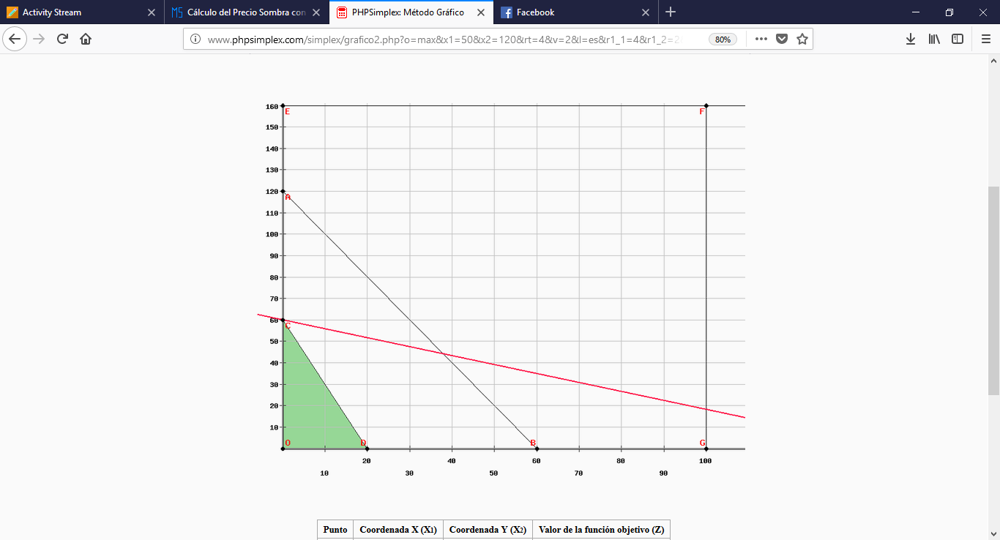 Activity Stream
Cálculo del Precio Sombra con
PHPSimplex: Método Gráfico
Facebook
www.phpsimplex.com/simplex/grafico2.php?o=max&x1=50&x2=120&rt=4&v=2&l=es&r1_1=4&r1_2=2
80%
160
E
F
150
140
130
120
A
110
100
90
80
70
60
C
50
40
30
20
10
O
D
B
G
20 40 60 80 100
10 30 50 70 90
Punto Coordenada X (X1) Coordenada Y (X2) Valor de la función objetivo (Z)